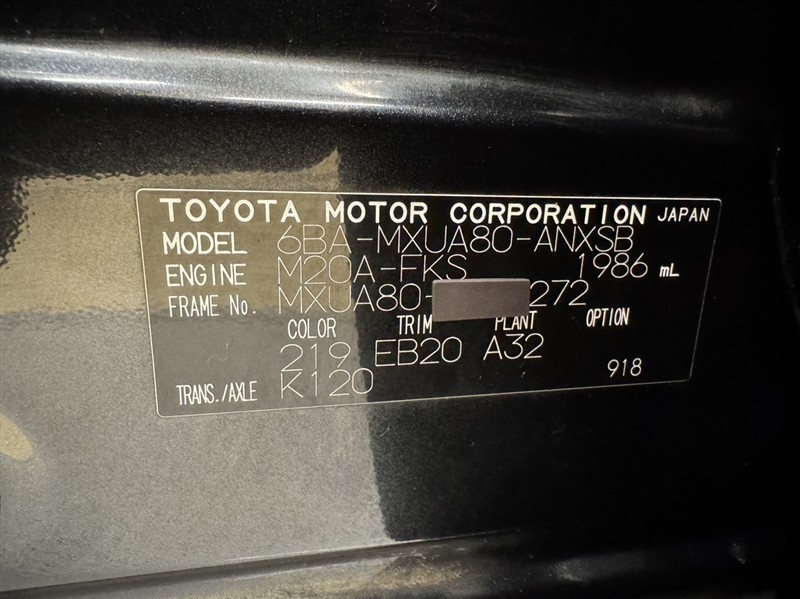 TOYOTA MOTOR CORPORATION JAPAN
MODEL 6BA-MXUA80-ANXSB
ENGINE M20A-FKS 1986 mL
FRAME No. MXUA80- 272
COLOR TRIM PLANT OPTION
219 EB20 A32
TRANS./AXLE K120 918